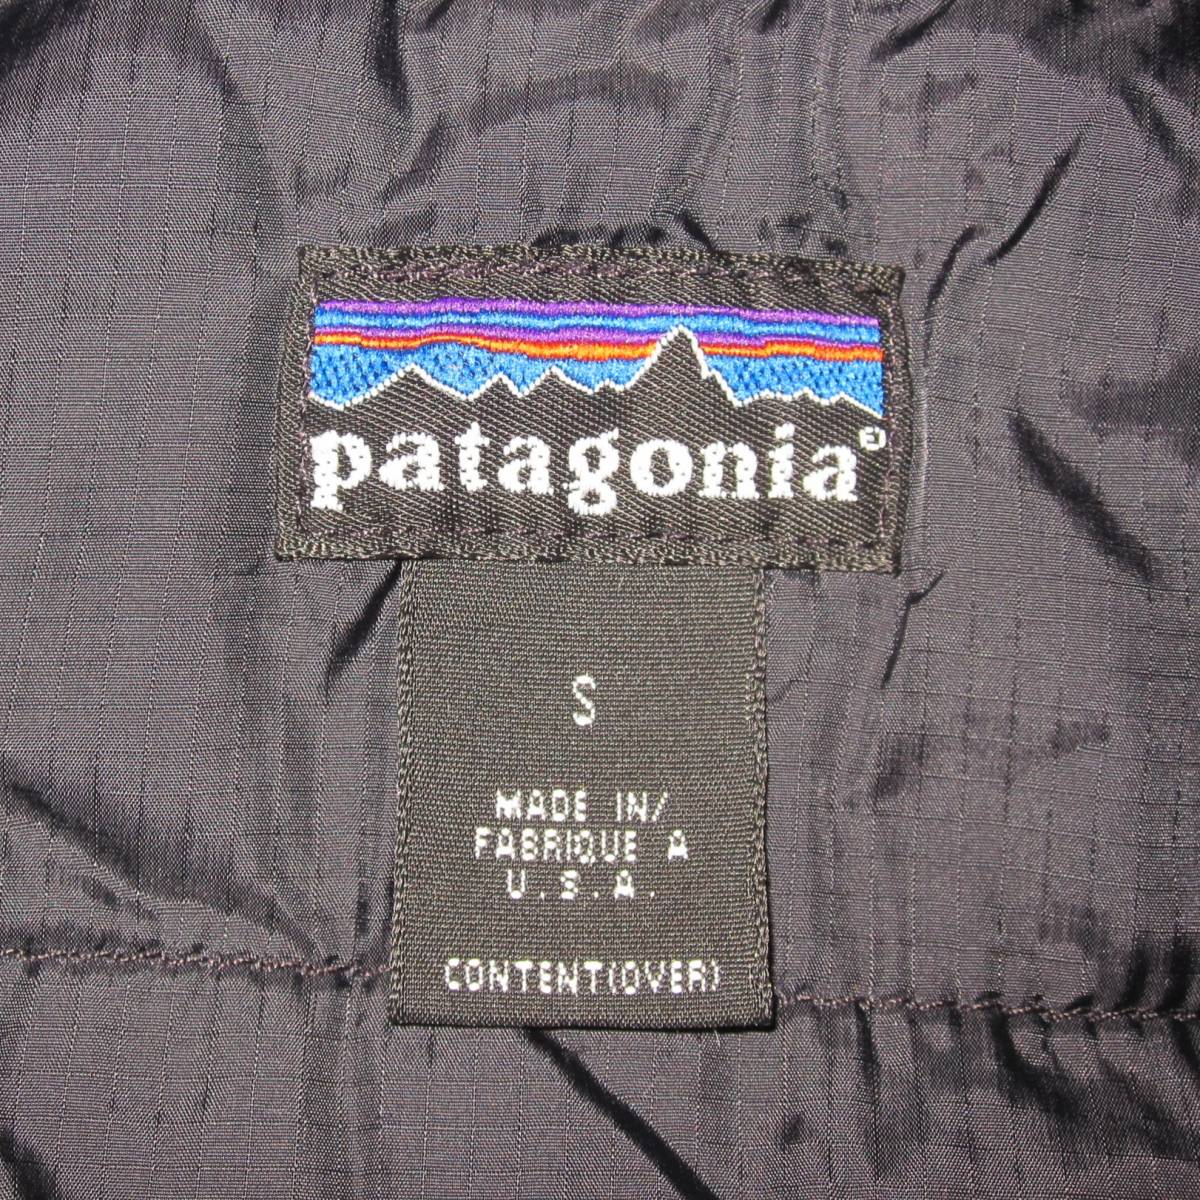 patagonia®
S
MADE IN/
FABRIQUE A
U.S.A.
CONTENT(OVER)